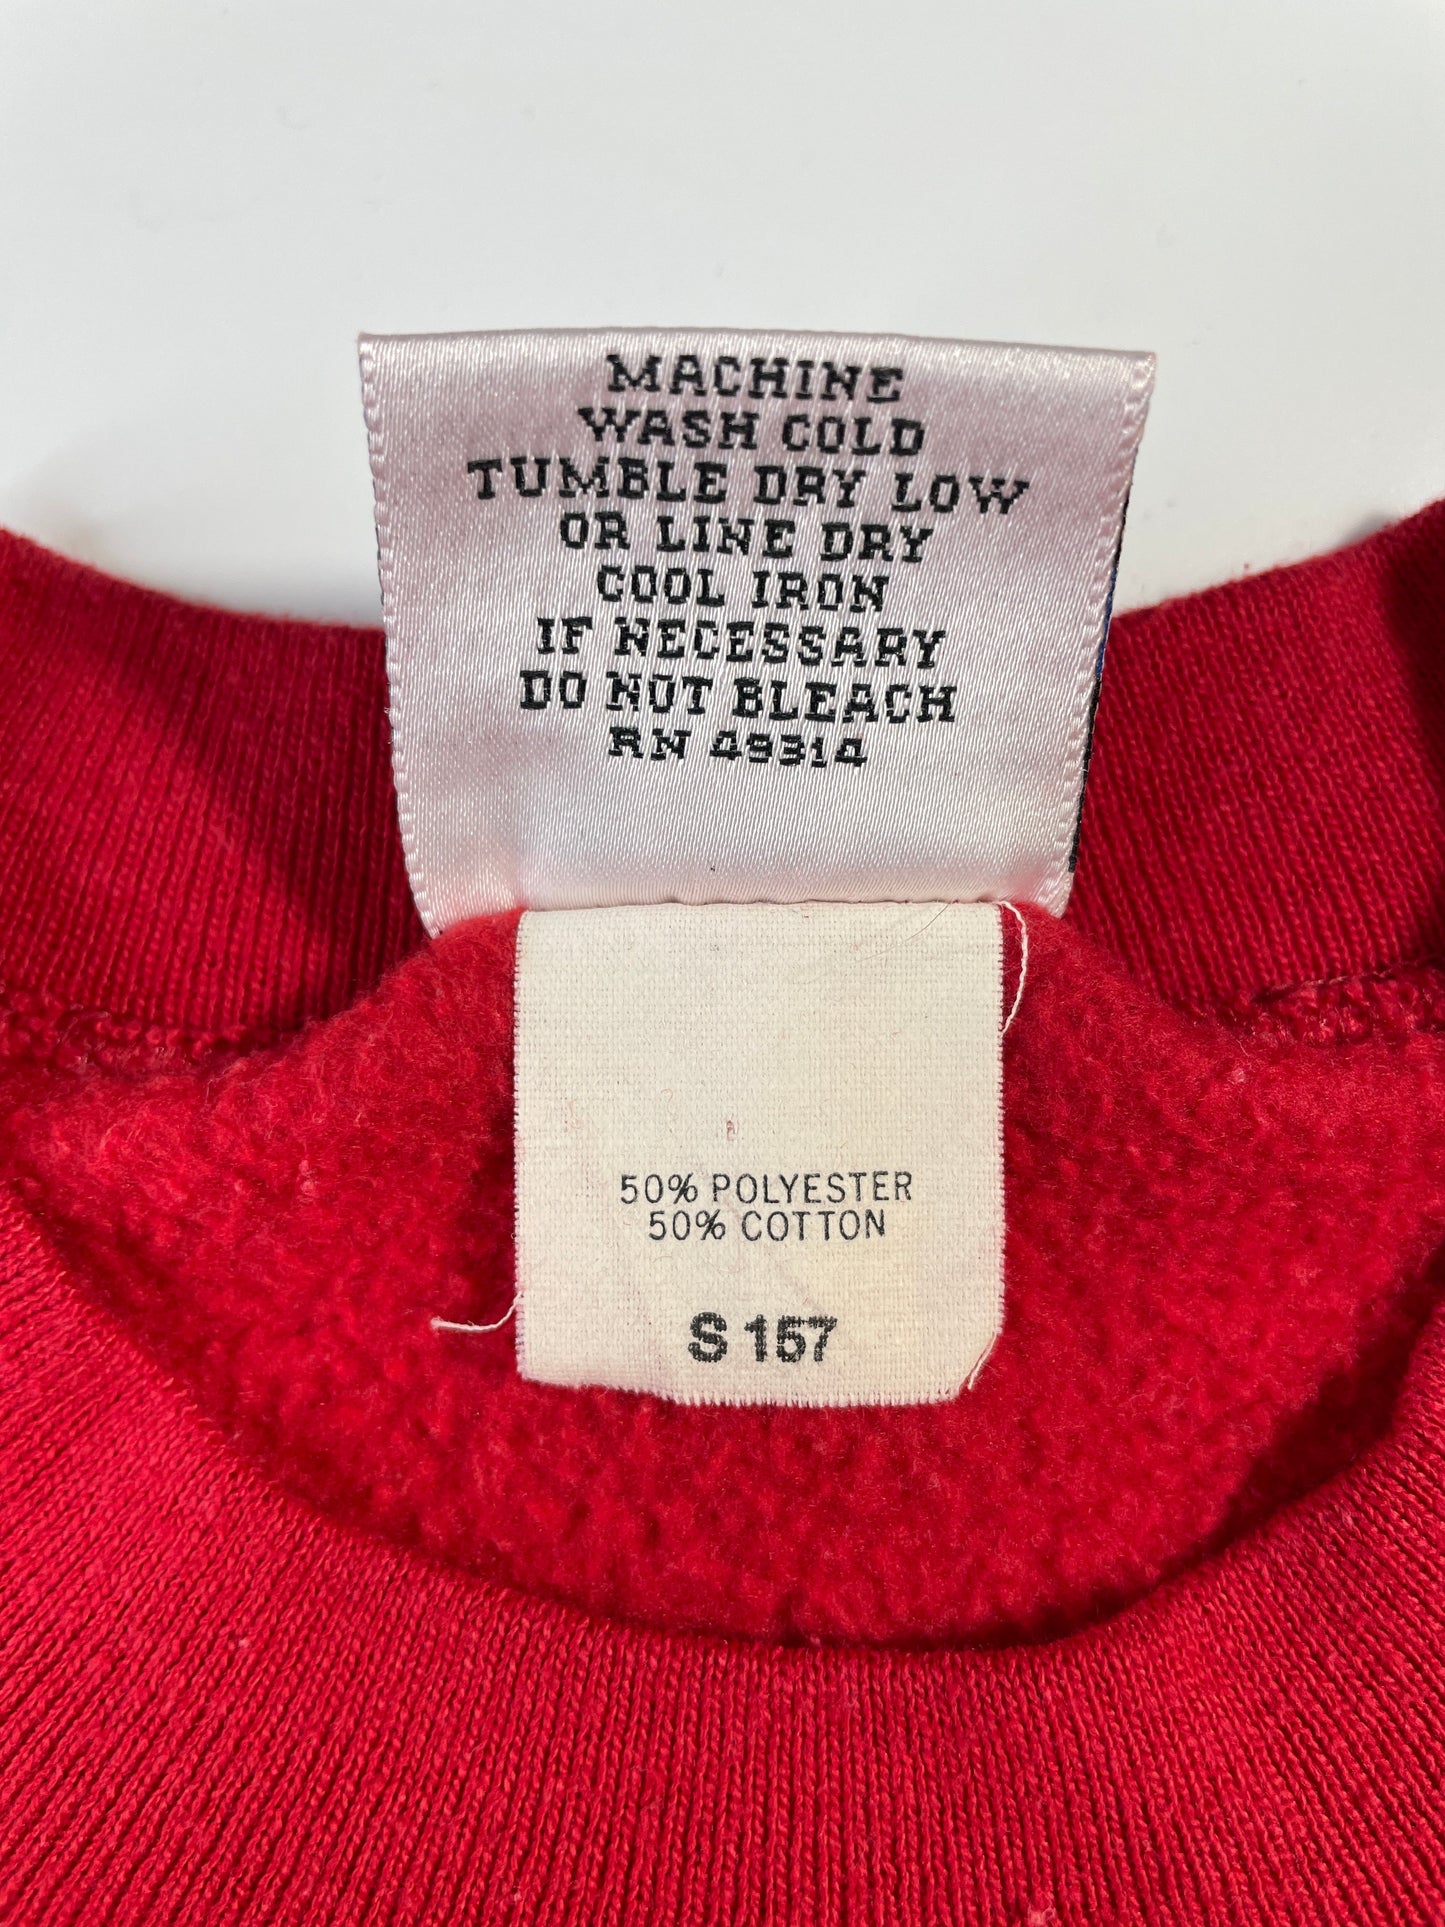 MACHINE
WASH COLD
TUMBLE DRY LOW
OR LINE DRY
COOL IRON
IF NECESSARY
DO NOT BLEACH
RN 49314
50% POLYESTER
50% COTTON
S 157